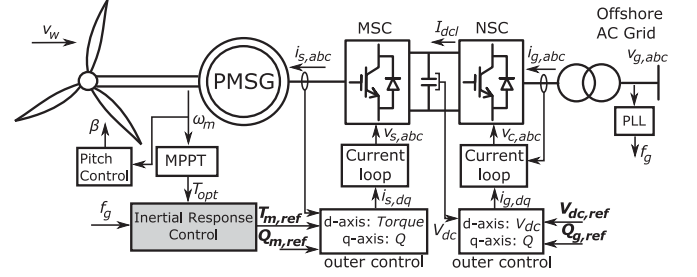 v_w
PMSG
i_s,abc
MSC
I_dcl
NSC
i_g,abc
Offshore
AC Grid
v_g,abc
β
ω_m
Pitch
Control
MPPT
T_opt
v_s,abc
v_c,abc
PLL
f_g
Current
loop
Current
loop
i_s,dq
i_g,dq
f_g
Inertial Response
Control
T_m,ref
Q_m,ref
d-axis: Torque
q-axis: Q
outer control
V_dc
d-axis: V_dc
q-axis: Q
outer control
V_dc,ref
Q_g,ref